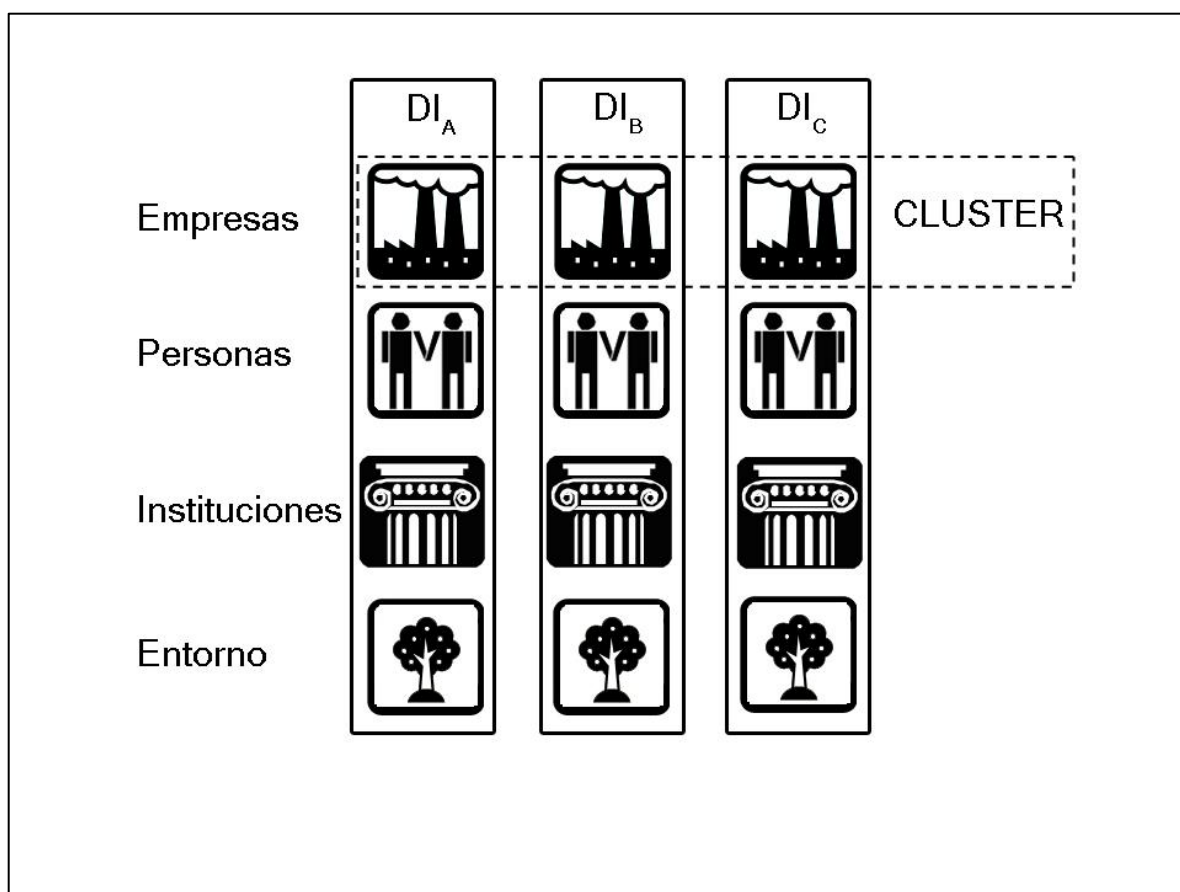 DI_A DI_B DI_C
Empresas CLUSTER
Personas
Instituciones
Entorno